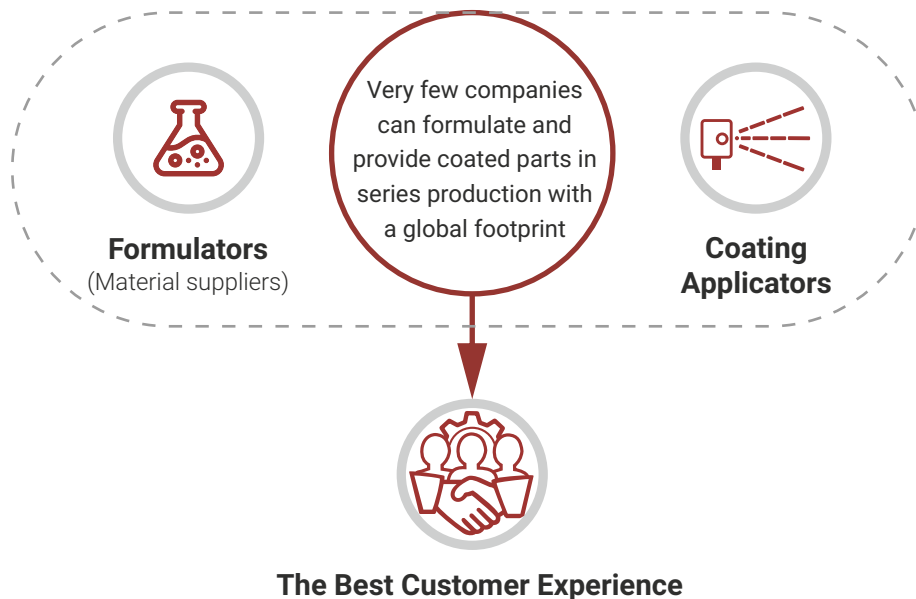 Very few companies
can formulate and
provide coated parts in
series production with
a global footprint
Formulators
(Material suppliers)
Coating
Applicators
The Best Customer Experience